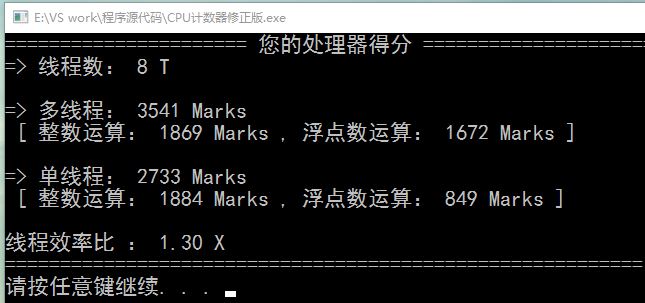 E:\VS work\程序源代码\CPU计数器修正版.exe
==================== 您的处理器得分 ====================
=> 线程数： 8 T
=> 多线程： 3541 Marks
[ 整数运算： 1869 Marks , 浮点数运算： 1672 Marks ]
=> 单线程： 2733 Marks
[ 整数运算： 1884 Marks , 浮点数运算： 849 Marks ]
线程效率比 ： 1.30 X
=====================================================
请按任意键继续. . .